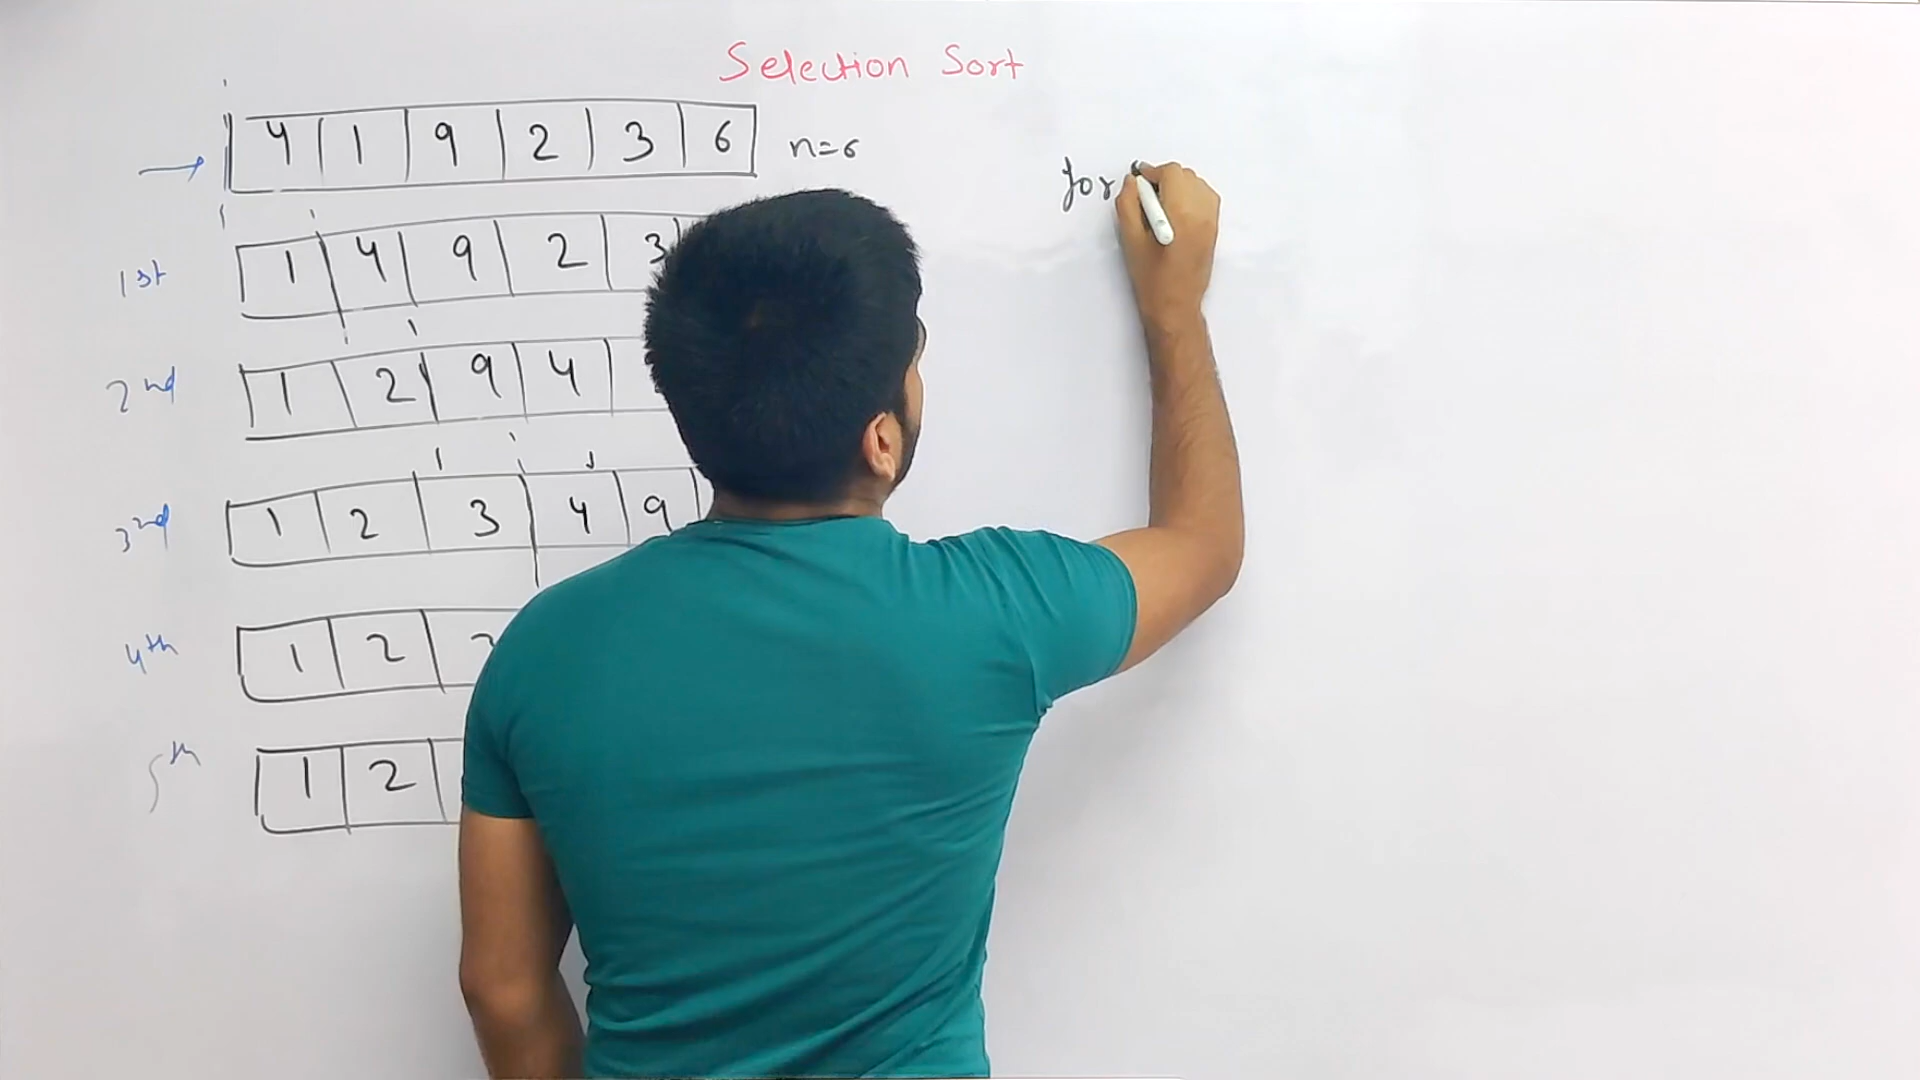 Selection Sort
4 1 9 2 3 6 n=6
for
1st 1 4 9 2 3
2nd 1 2 9 4
3nd 1 2 3 4 9
4th 1 2
5th 1 2